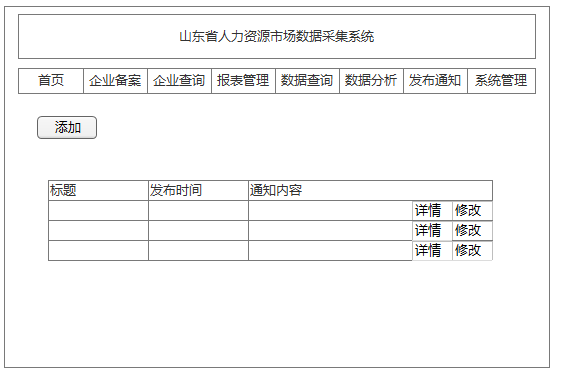 山东省人力资源市场数据采集系统
首页 企业备案 企业查询 报表管理 数据查询 数据分析 发布通知 系统管理
添加
标题 发布时间 通知内容
详情 修改
详情 修改
详情 修改